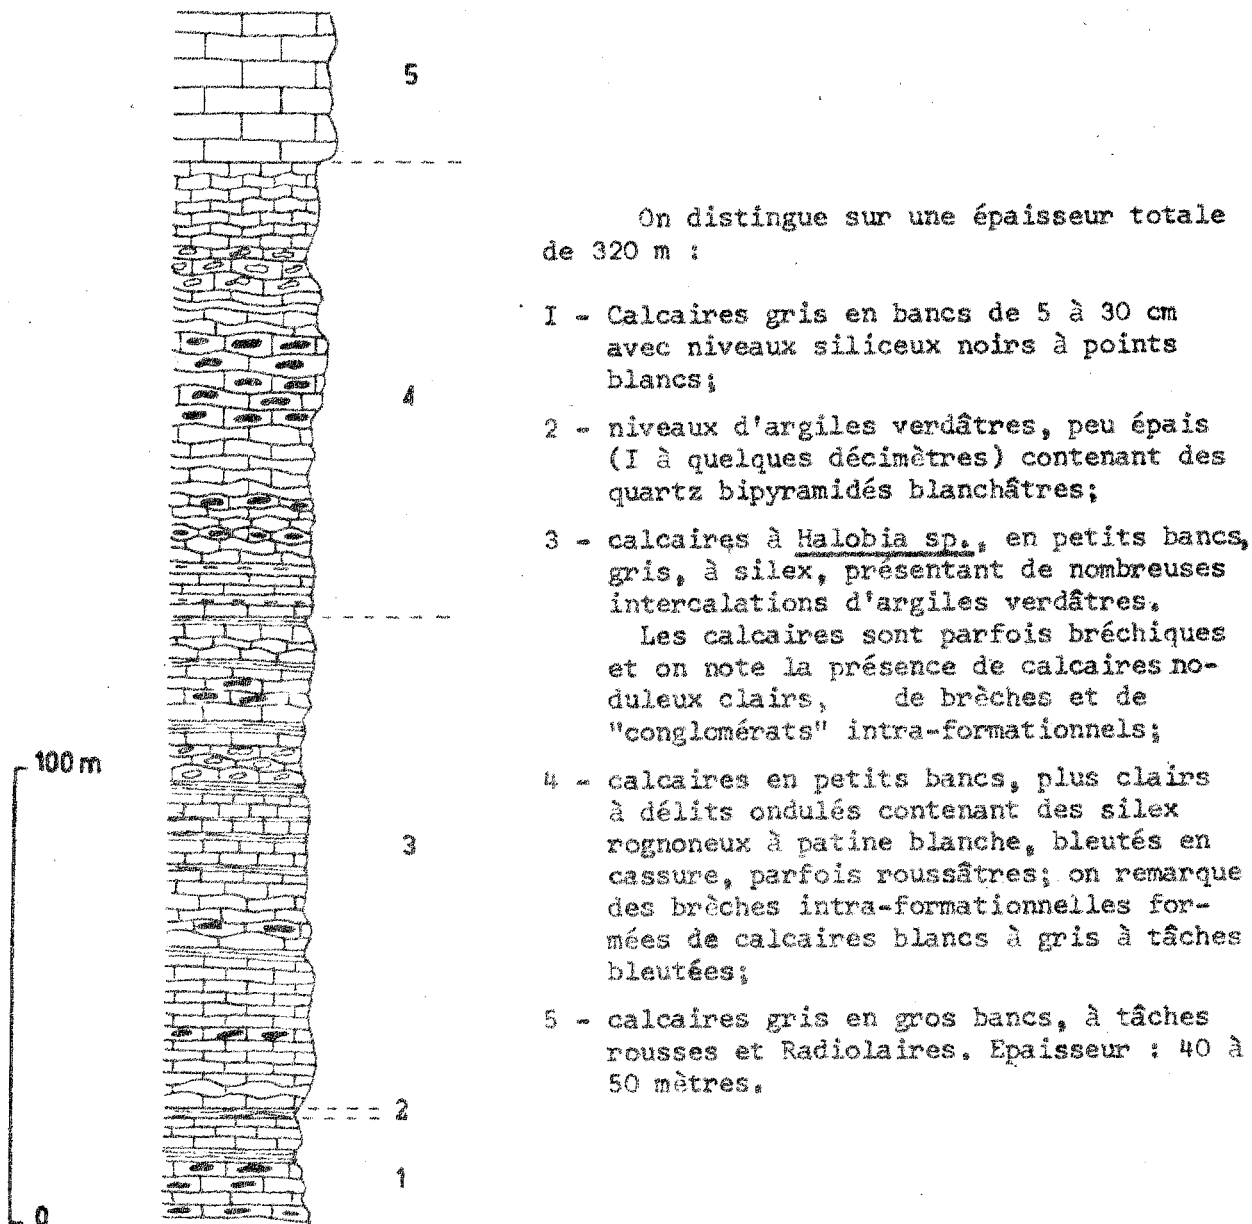 5
On distingue sur une épaisseur totale
de 320 m :
I - Calcaires gris en bancs de 5 à 30 cm
avec niveaux siliceux noirs à points
blancs;
4
2 - niveaux d'argiles verdâtres, peu épais
(I à quelques décimètres) contenant des
quartz bipyramidés blanchâtres;
3 - calcaires à Halobia sp., en petits bancs,
gris, à silex, présentant de nombreuses
intercalations d'argiles verdâtres.
Les calcaires sont parfois bréchiques
et on note la présence de calcaires no-
duleux clairs, de brèches et de
"conglomérats" intra-formationnels;
100 m
4 - calcaires en petits bancs, plus clairs
à délits ondulés contenant des silex
rognoneux à patine blanche, bleutés en
3
cassure, parfois roussâtres; on remarque
des brèches intra-formationnelles for-
mées de calcaires blancs à gris à tâches
bleutées;
5 - calcaires gris en gros bancs, à tâches
rousses et Radiolaires. Epaisseur : 40 à
50 mètres.
2
1
0